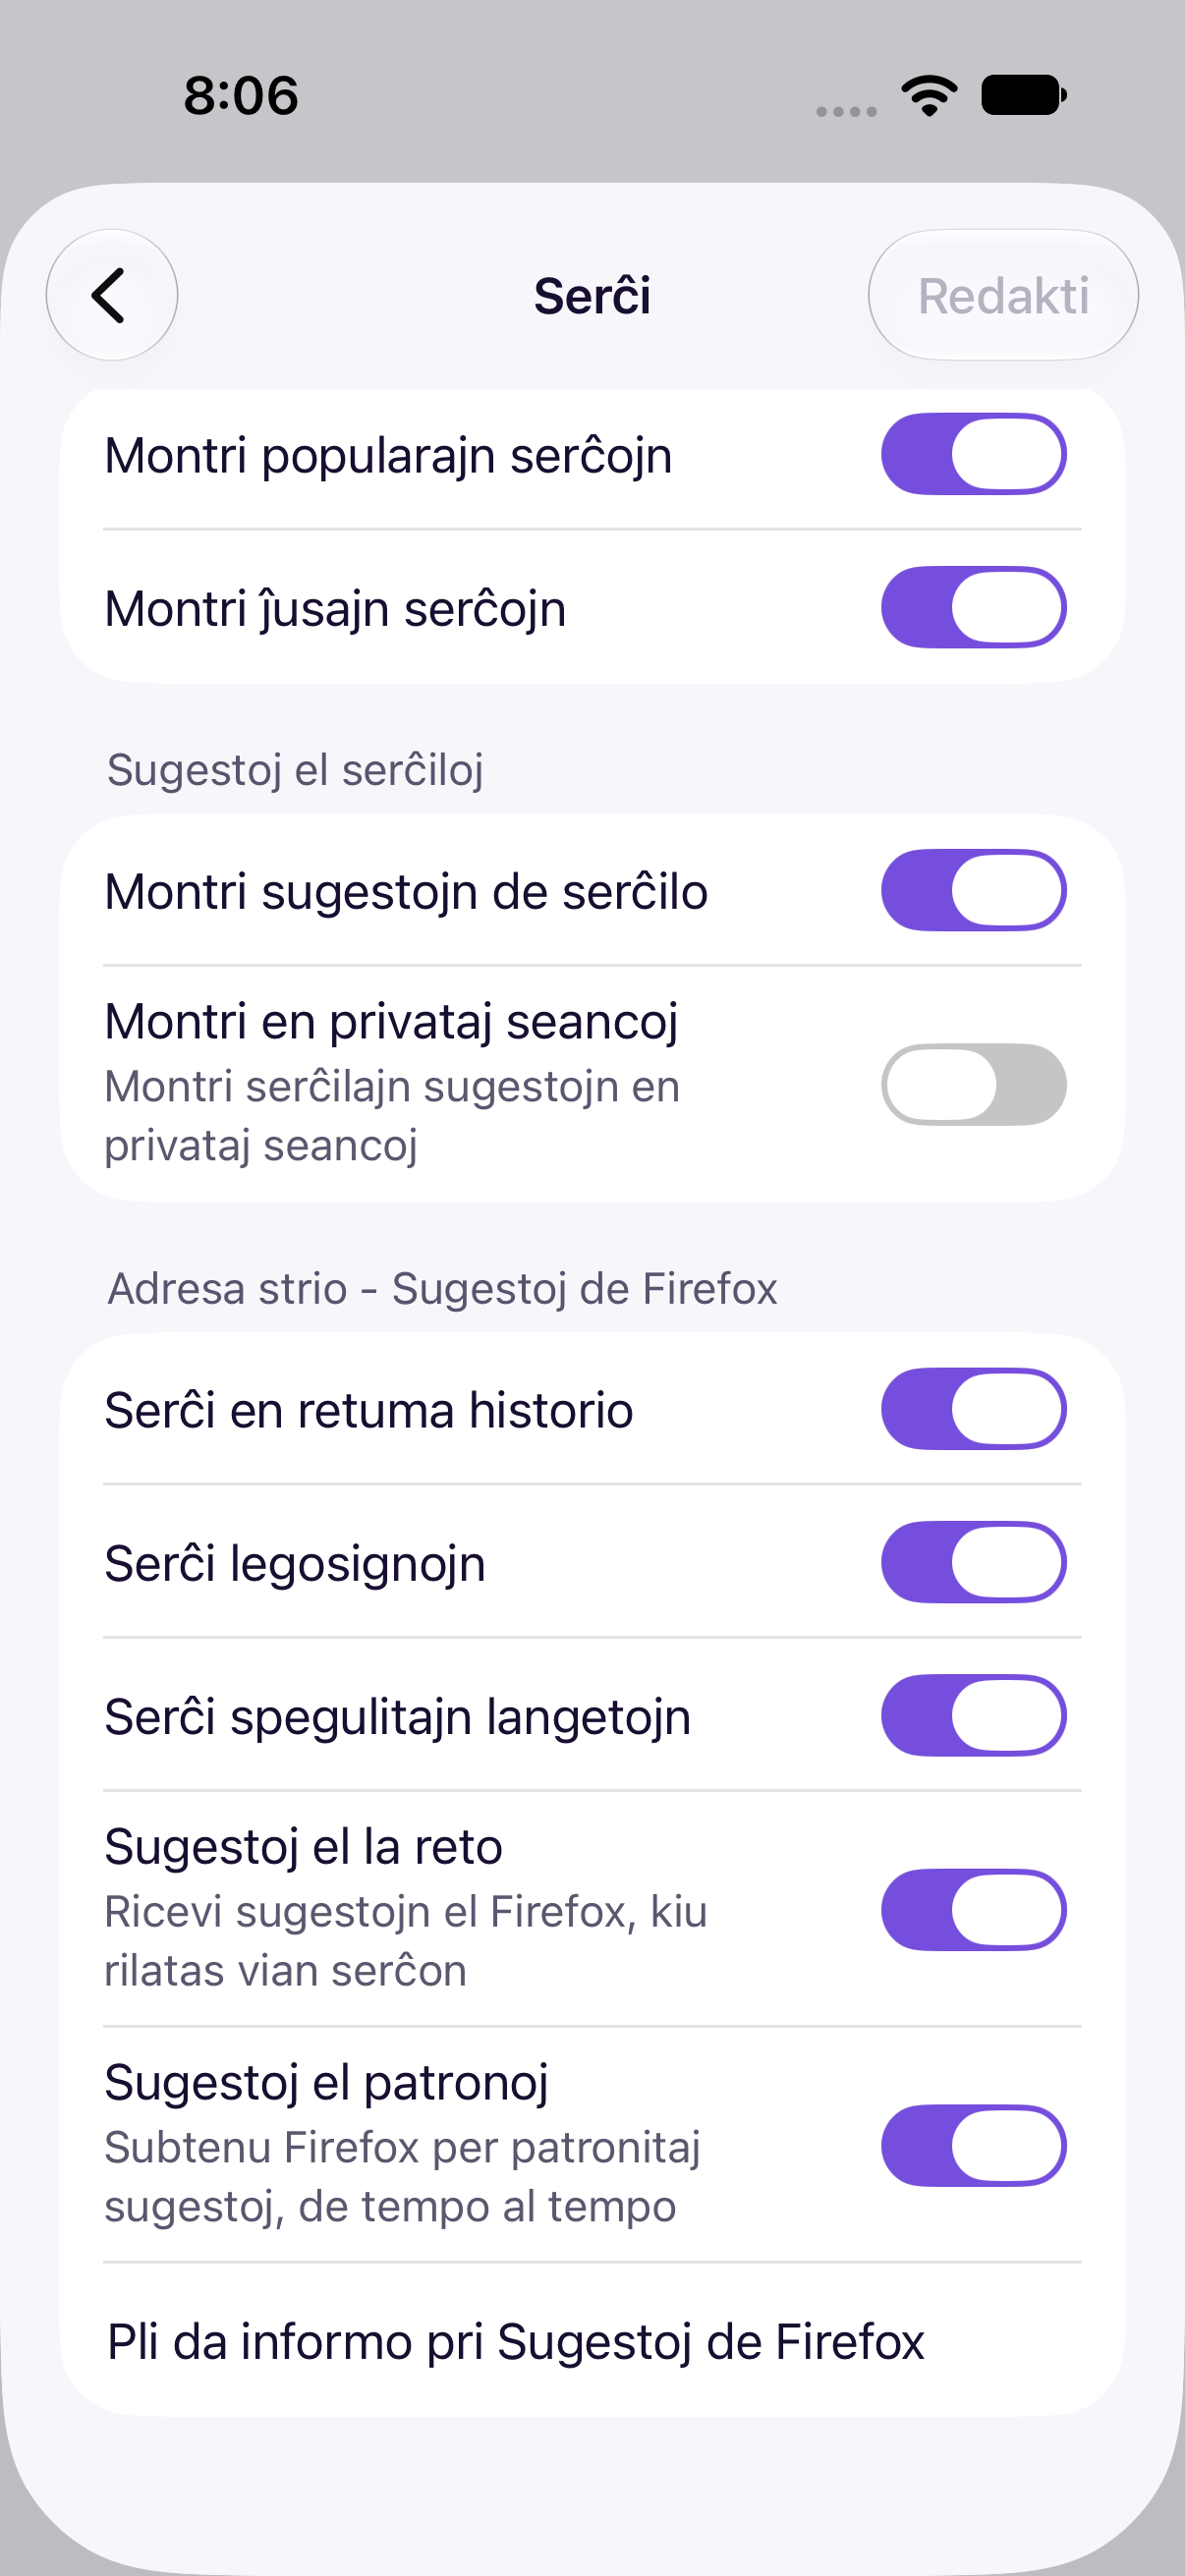 8:06
Serĉi
Redakti
Montri popularajn serĉojn
Montri ĵusajn serĉojn
Sugestoj el serĉiloj
Montri sugestojn de serĉilo
Montri en privataj seancoj
Montri serĉilajn sugestojn en
privataj seancoj
Adresa strio - Sugestoj de Firefox
Serĉi en retuma historio
Serĉi legosignojn
Serĉi spegulitajn langetojn
Sugestoj el la reto
Ricevi sugestojn el Firefox, kiu
rilatas vian serĉon
Sugestoj el patronoj
Subtenu Firefox per patronitaj
sugestoj, de tempo al tempo
Pli da informo pri Sugestoj de Firefox